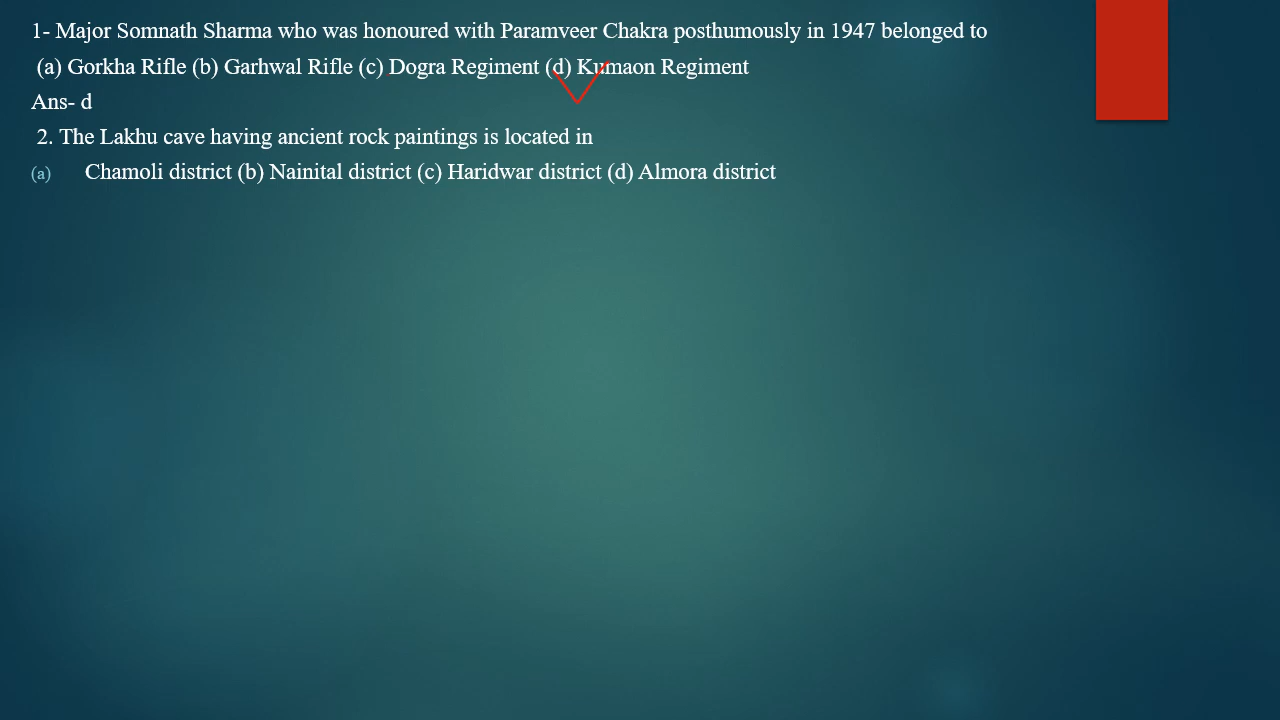 1- Major Somnath Sharma who was honoured with Paramveer Chakra posthumously in 1947 belonged to
(a) Gorkha Rifle (b) Garhwal Rifle (c) Dogra Regiment (d) Kumaon Regiment
Ans- d
2. The Lakhu cave having ancient rock paintings is located in
(a) Chamoli district (b) Nainital district (c) Haridwar district (d) Almora district